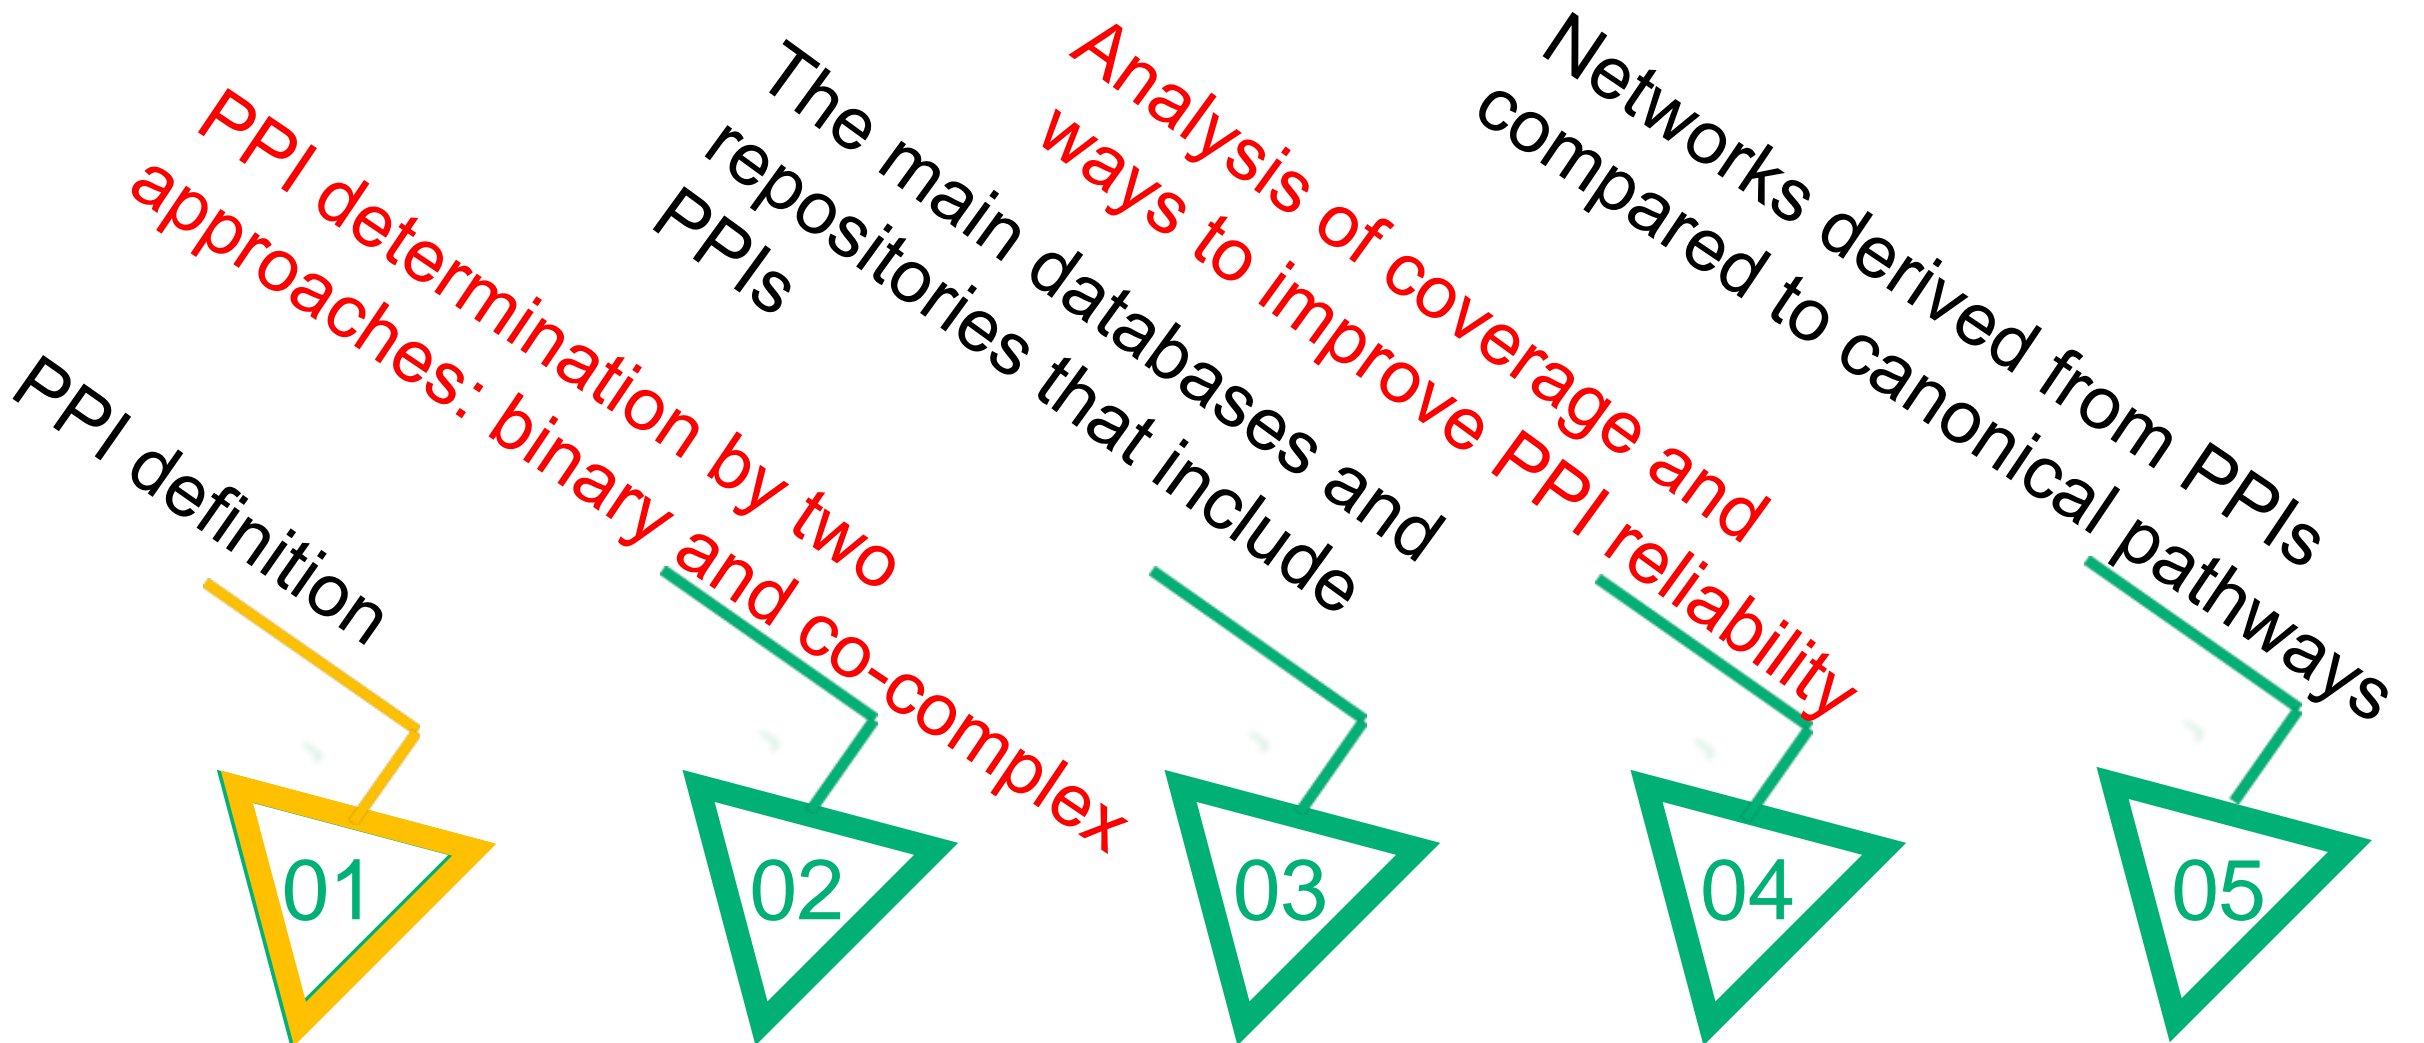 PPI definition
01
PPI determination by two
approaches: binary and co-complex
02
The main databases and
repositories that include
PPIs
03
Analysis of coverage and
ways to improve PPI reliability
04
Networks derived from PPIs
compared to canonical pathways
05